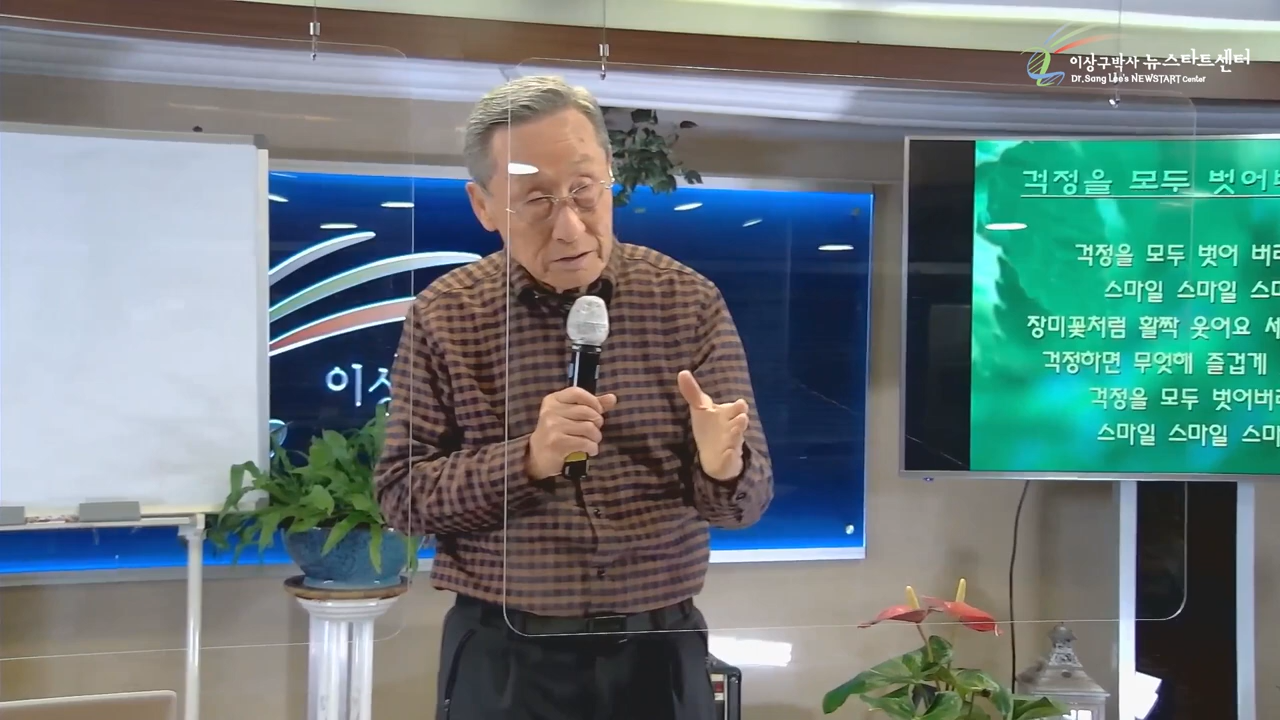 이상구박사 뉴스타트센터
Dr. Sang Lee's NEWSTART Center
걱정을 모두 벗어
걱정을 모두 벗어 버
스마일 스마일 스
장미꽃처럼 활짝 웃어요
걱정하면 무엇해 즐겁게
걱정을 모두 벗어버
스마일 스마일 스
이상